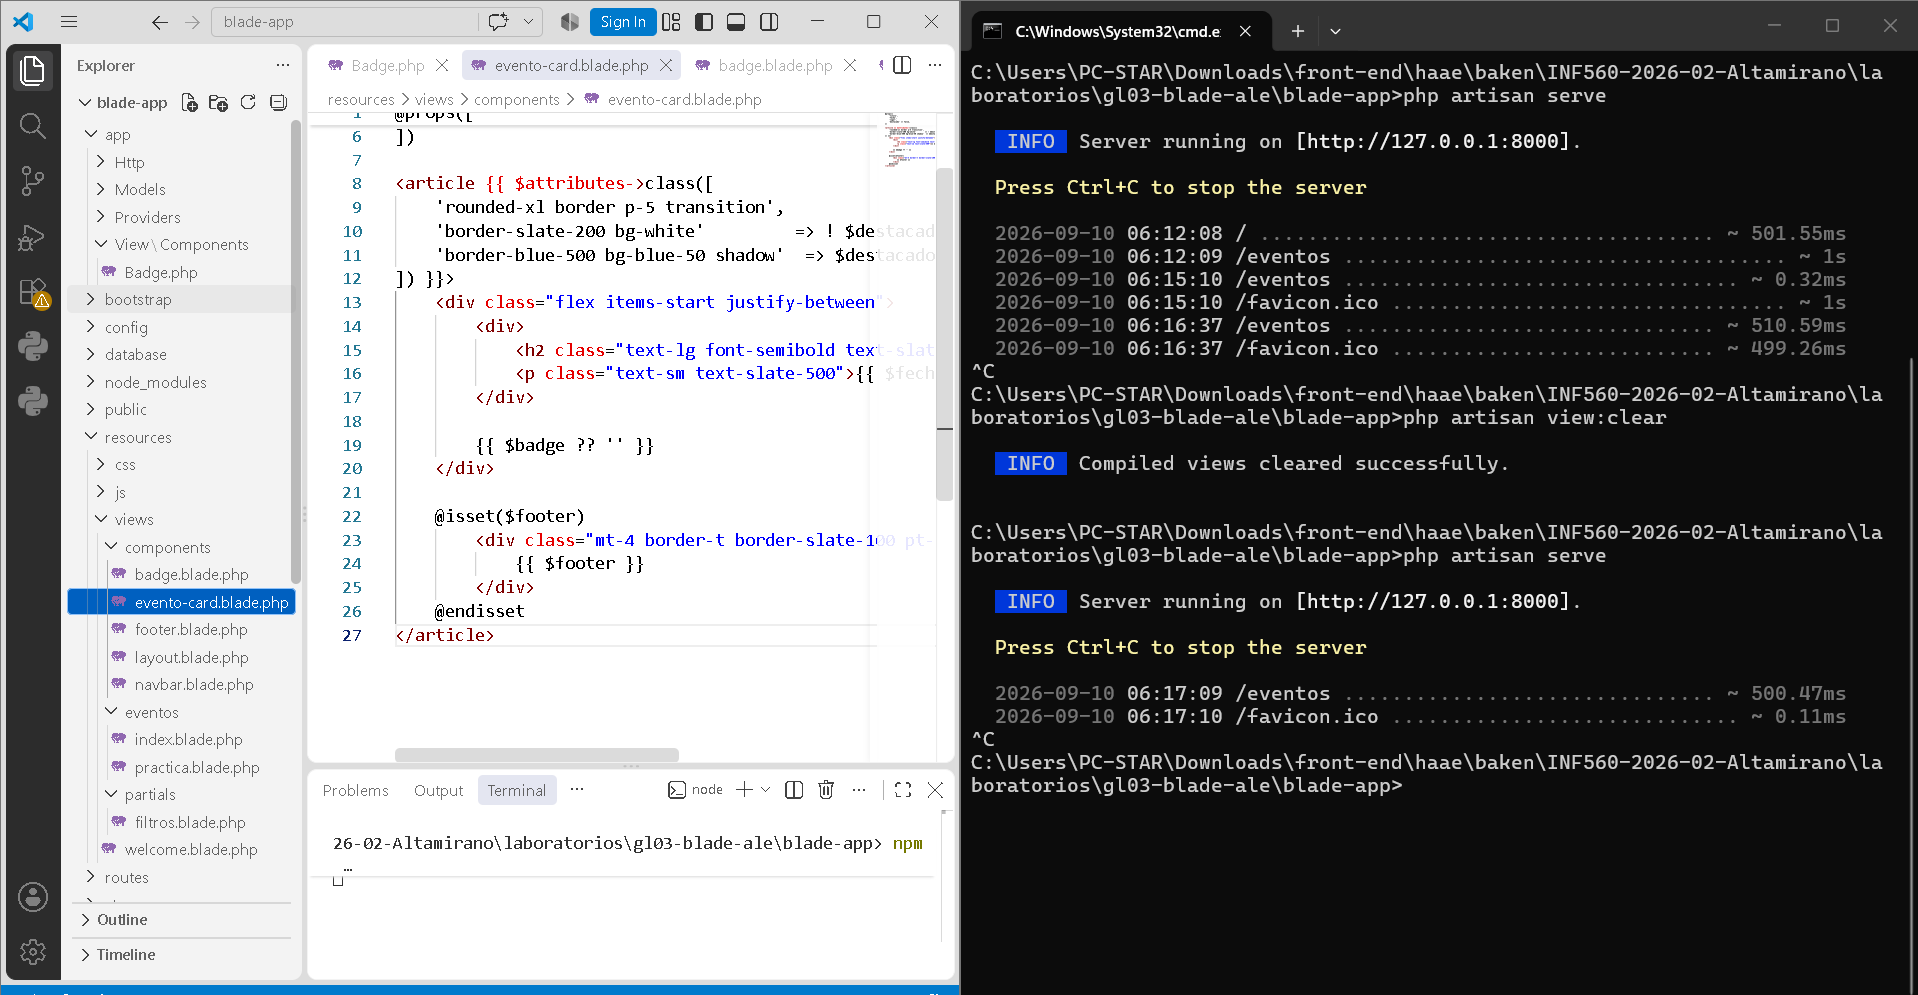 blade-app
Sign In
Explorer
blade-app
app
Http
Models
Providers
View\Components
Badge.php
bootstrap
config
database
node_modules
public
resources
css
js
views
components
badge.blade.php
evento-card.blade.php
footer.blade.php
layout.blade.php
navbar.blade.php
eventos
index.blade.php
practica.blade.php
partials
filtros.blade.php
welcome.blade.php
routes
Outline
Timeline
Badge.php
evento-card.blade.php
badge.blade.php
resources > views > components > evento-card.blade.php
1 @props([
6 ])
7
8 <article {{ $attributes->class([
9 'rounded-xl border p-5 transition',
10 'border-slate-200 bg-white' => ! $destacad
11 'border-blue-500 bg-blue-50 shadow' => $destacado
12 ]) }}>
13 <div class="flex items-start justify-between">
14 <div>
15 <h2 class="text-lg font-semibold text-slat
16 <p class="text-sm text-slate-500">{{ $fech
17 </div>
18
19 {{ $badge ?? '' }}
20 </div>
21
22 @isset($footer)
23 <div class="mt-4 border-t border-slate-100 pt-
24 {{ $footer }}
25 </div>
26 @endisset
27 </article>
Problems Output Terminal ... node
26-02-Altamirano\laboratorios\gl03-blade-ale\blade-app> npm
…
C:\Windows\System32\cmd.e
C:\Users\PC-STAR\Downloads\front-end\haae\baken\INF560-2026-02-Altamirano\la
boratorios\gl03-blade-ale\blade-app>php artisan serve
INFO Server running on [http://127.0.0.1:8000].
Press Ctrl+C to stop the server
2026-09-10 06:12:08 / ...................................... ~ 501.55ms
2026-09-10 06:12:09 /eventos ..................................... ~ 1s
2026-09-10 06:15:10 /eventos ................................. ~ 0.32ms
2026-09-10 06:15:10 /favicon.ico ................................. ~ 1s
2026-09-10 06:16:37 /eventos ............................... ~ 510.59ms
2026-09-10 06:16:37 /favicon.ico ........................... ~ 499.26ms
^C
C:\Users\PC-STAR\Downloads\front-end\haae\baken\INF560-2026-02-Altamirano\la
boratorios\gl03-blade-ale\blade-app>php artisan view:clear
INFO Compiled views cleared successfully.
C:\Users\PC-STAR\Downloads\front-end\haae\baken\INF560-2026-02-Altamirano\la
boratorios\gl03-blade-ale\blade-app>php artisan serve
INFO Server running on [http://127.0.0.1:8000].
Press Ctrl+C to stop the server
2026-09-10 06:17:09 /eventos ............................... ~ 500.47ms
2026-09-10 06:17:10 /favicon.ico ............................. ~ 0.11ms
^C
C:\Users\PC-STAR\Downloads\front-end\haae\baken\INF560-2026-02-Altamirano\la
boratorios\gl03-blade-ale\blade-app>